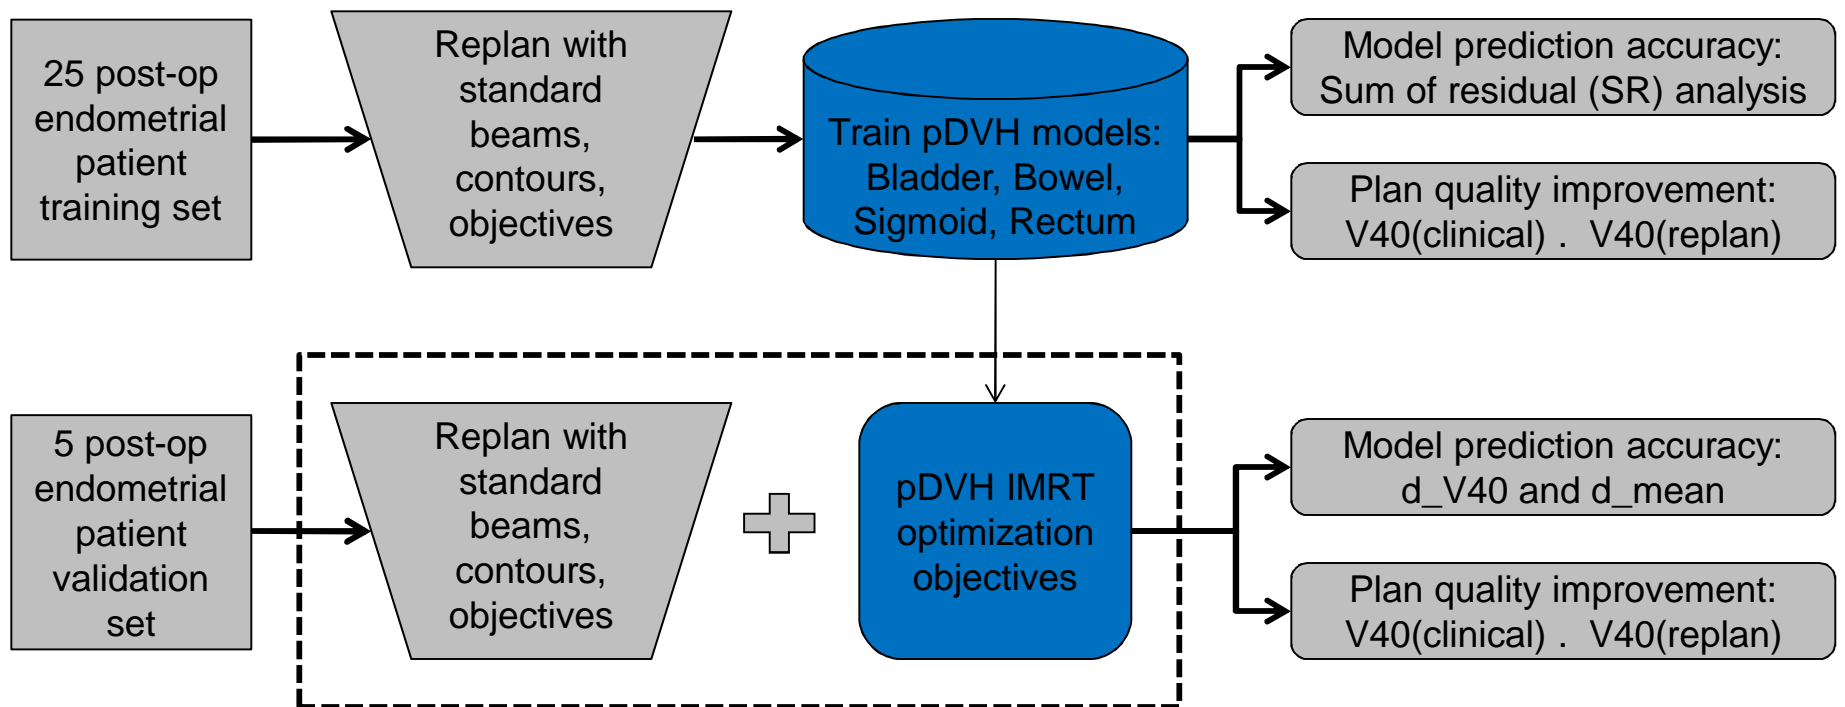 25 post-op
endometrial
patient
training set
Replan with
standard
beams,
contours,
objectives
Train pDVH models:
Bladder, Bowel,
Sigmoid, Rectum
Model prediction accuracy:
Sum of residual (SR) analysis
Plan quality improvement:
V40(clinical) . V40(replan)
5 post-op
endometrial
patient
validation
set
Replan with
standard
beams,
contours,
objectives
pDVH IMRT
optimization
objectives
Model prediction accuracy:
d_V40 and d_mean
Plan quality improvement:
V40(clinical) . V40(replan)